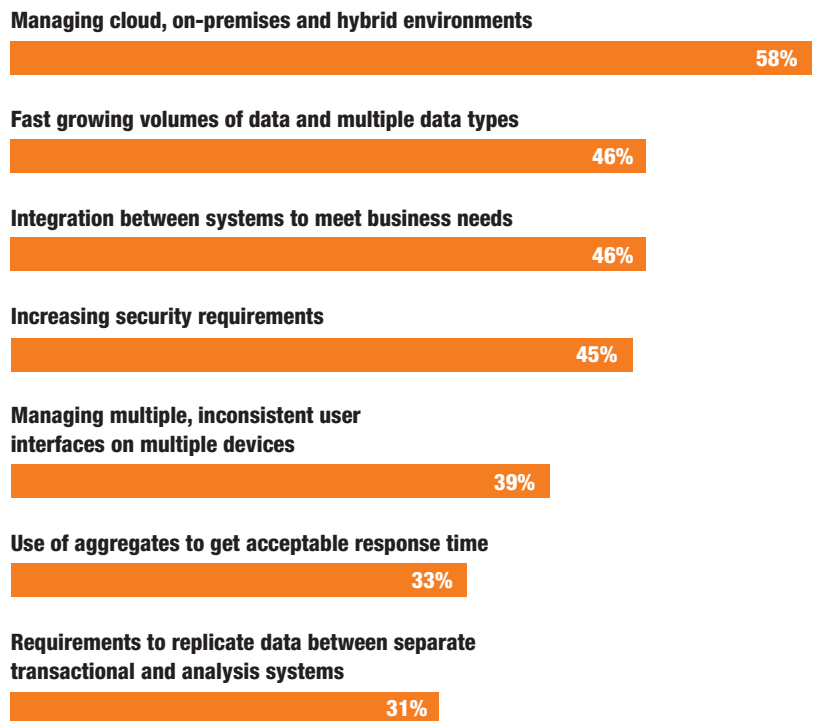 Managing cloud, on-premises and hybrid environments
58%
Fast growing volumes of data and multiple data types
46%
Integration between systems to meet business needs
46%
Increasing security requirements
45%
Managing multiple, inconsistent user
interfaces on multiple devices
39%
Use of aggregates to get acceptable response time
33%
Requirements to replicate data between separate
transactional and analysis systems
31%